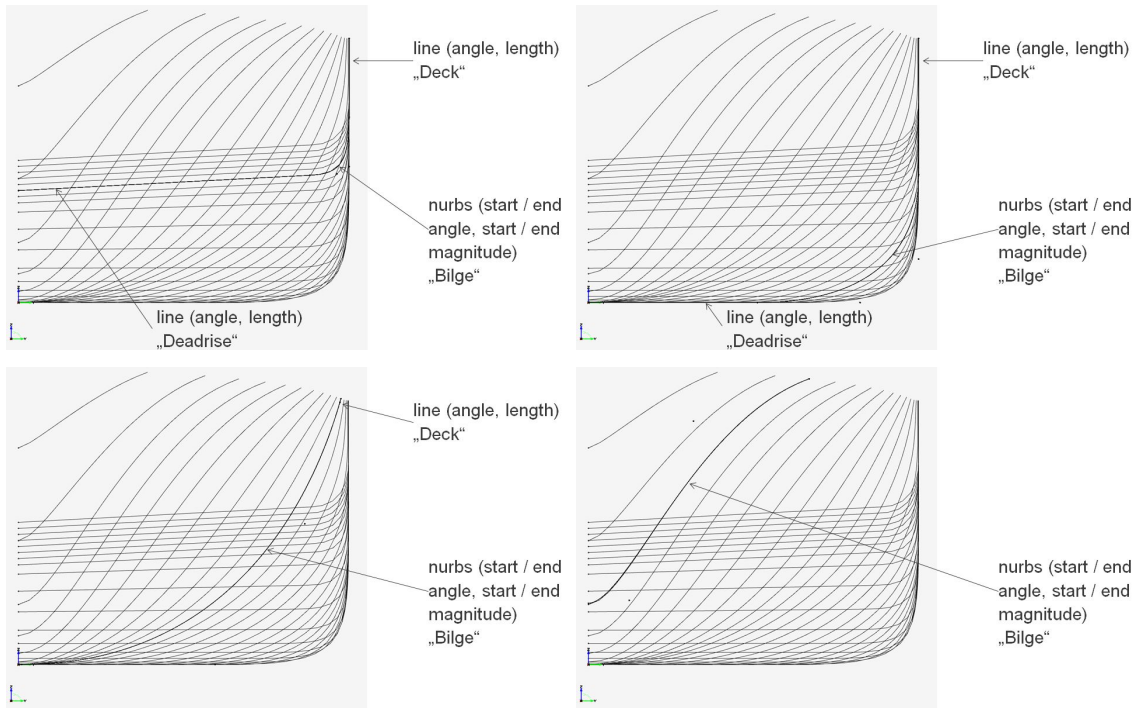 line (angle, length)
„Deck“
nurbs (start / end
angle, start / end
magnitude)
„Bilge“
line (angle, length)
„Deadrise“
line (angle, length)
„Deck“
nurbs (start / end
angle, start / end
magnitude)
„Bilge“
line (angle, length)
„Deadrise“
line (angle, length)
„Deck“
nurbs (start / end
angle, start / end
magnitude)
„Bilge“
nurbs (start / end
angle, start / end
magnitude)
„Bilge“